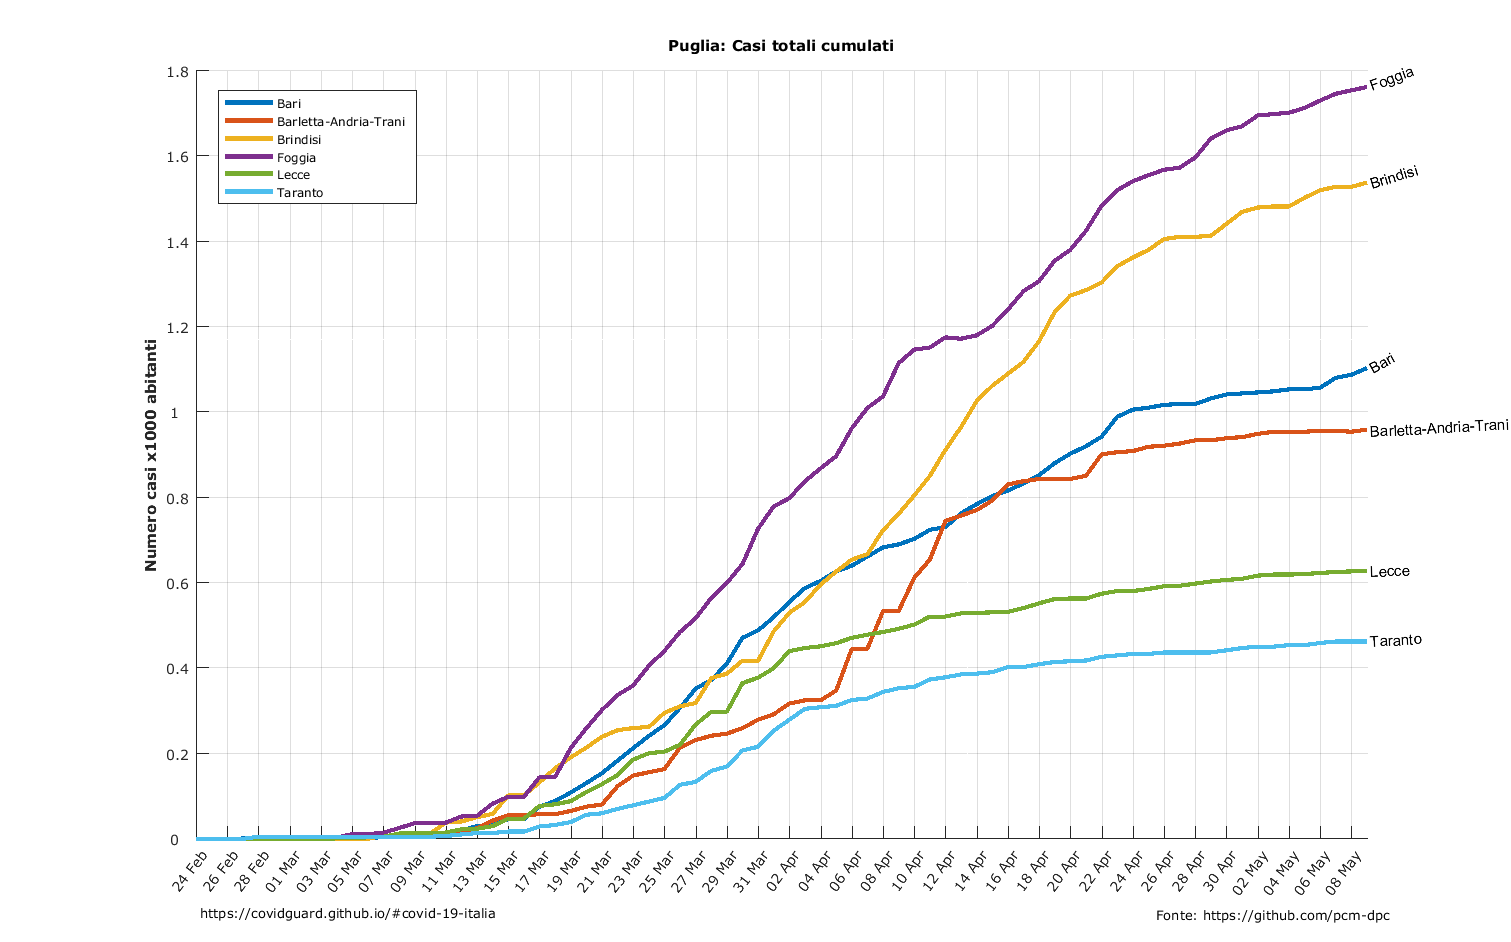 Puglia: Casi totali cumulati
1.8
1.6
1.4
1.2
1
0.8
0.6
0.4
0.2
0
Numero casi x1000 abitanti
Bari
Barletta-Andria-Trani
Brindisi
Foggia
Lecce
Taranto
Foggia
Brindisi
Bari
Barletta-Andria-Trani
Lecce
Taranto
24 Feb
26 Feb
28 Feb
01 Mar
03 Mar
05 Mar
07 Mar
09 Mar
11 Mar
13 Mar
15 Mar
17 Mar
19 Mar
21 Mar
23 Mar
25 Mar
27 Mar
29 Mar
31 Mar
02 Apr
04 Apr
06 Apr
08 Apr
10 Apr
12 Apr
14 Apr
16 Apr
18 Apr
20 Apr
22 Apr
24 Apr
26 Apr
28 Apr
30 Apr
02 May
04 May
06 May
08 May
https://covidguard.github.io/#covid-19-italia
Fonte: https://github.com/pcm-dpc